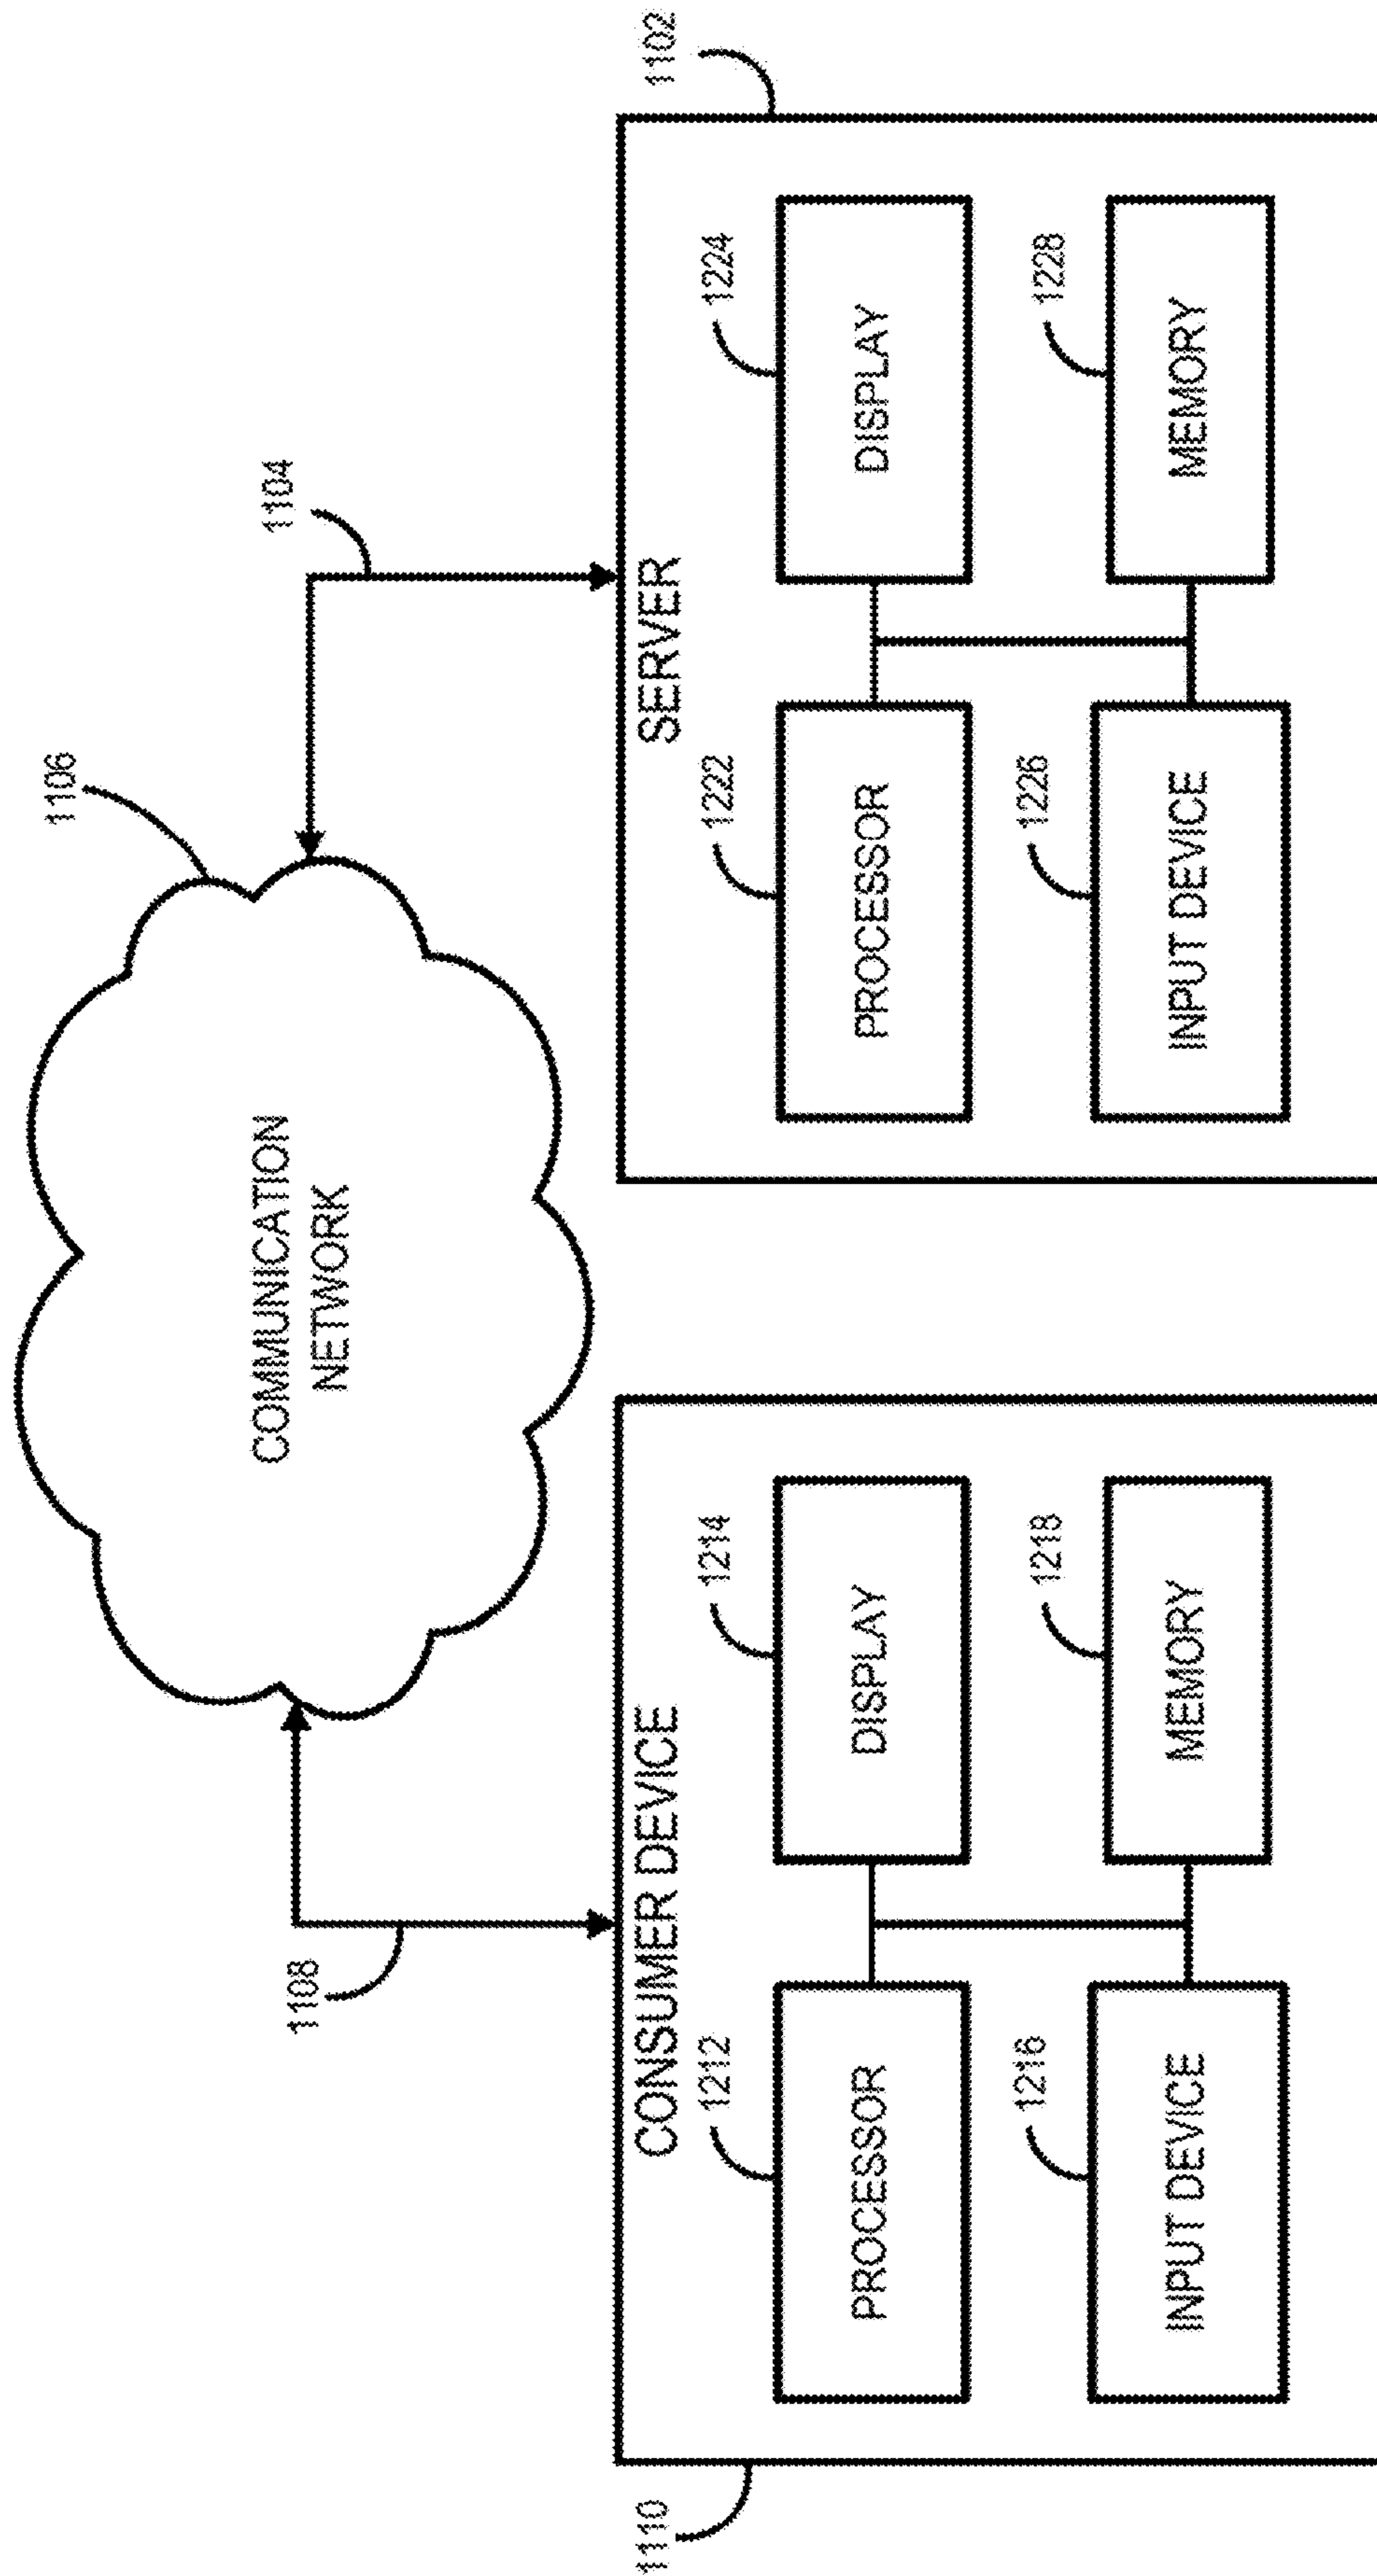 1106
COMMUNICATION
NETWORK
1108
1104
1110
CONSUMER DEVICE
1212
PROCESSOR
1214
DISPLAY
1216
INPUT DEVICE
1218
MEMORY
1102
SERVER
1222
PROCESSOR
1224
DISPLAY
1226
INPUT DEVICE
1228
MEMORY